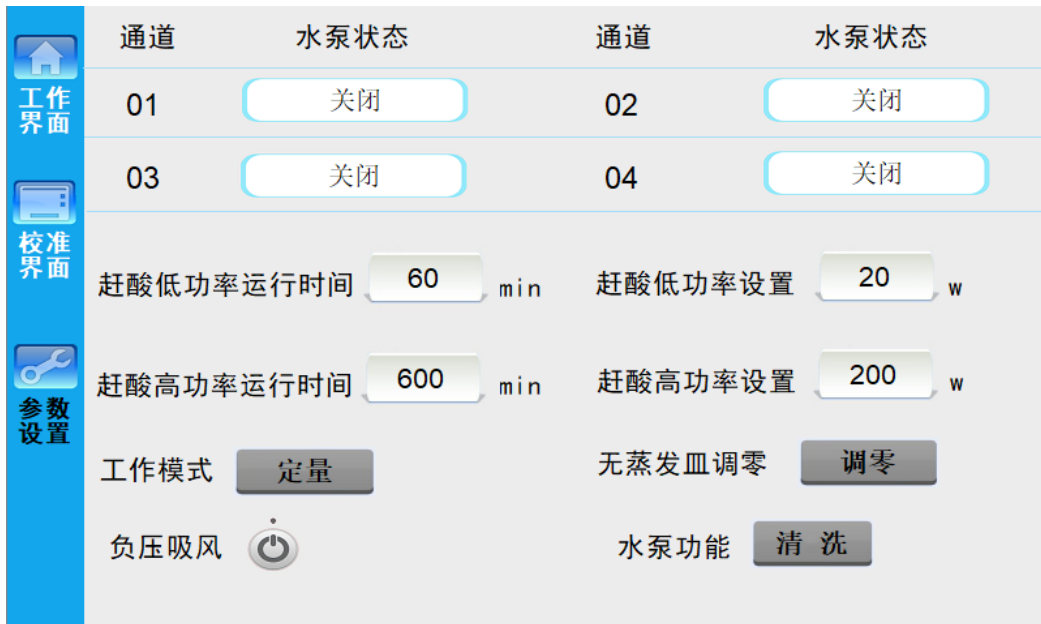 通道 水泵状态 通道 水泵状态
01 关闭 02 关闭
03 关闭 04 关闭
工作
界面
校准
界面
参数
设置
赶酸低功率运行时间 60 min 赶酸低功率设置 20 w
赶酸高功率运行时间 600 min 赶酸高功率设置 200 w
工作模式 定量 无蒸发皿调零 调零
负压吸风 水泵功能 清 洗